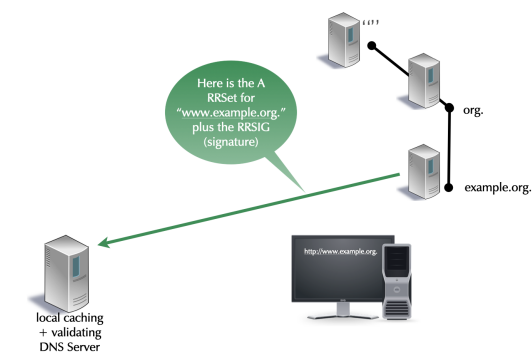 “”
Here is the A
RRSet for
“www.example.org.”
plus the RRSIG
(signature)
org.
example.org.
http://www.example.org.
local caching
+ validating
DNS Server